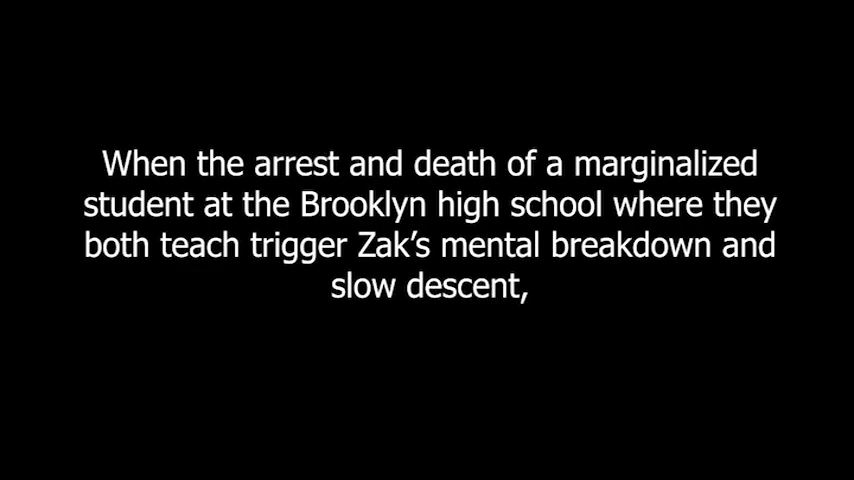 When the arrest and death of a marginalized
student at the Brooklyn high school where they
both teach trigger Zak’s mental breakdown and
slow descent,